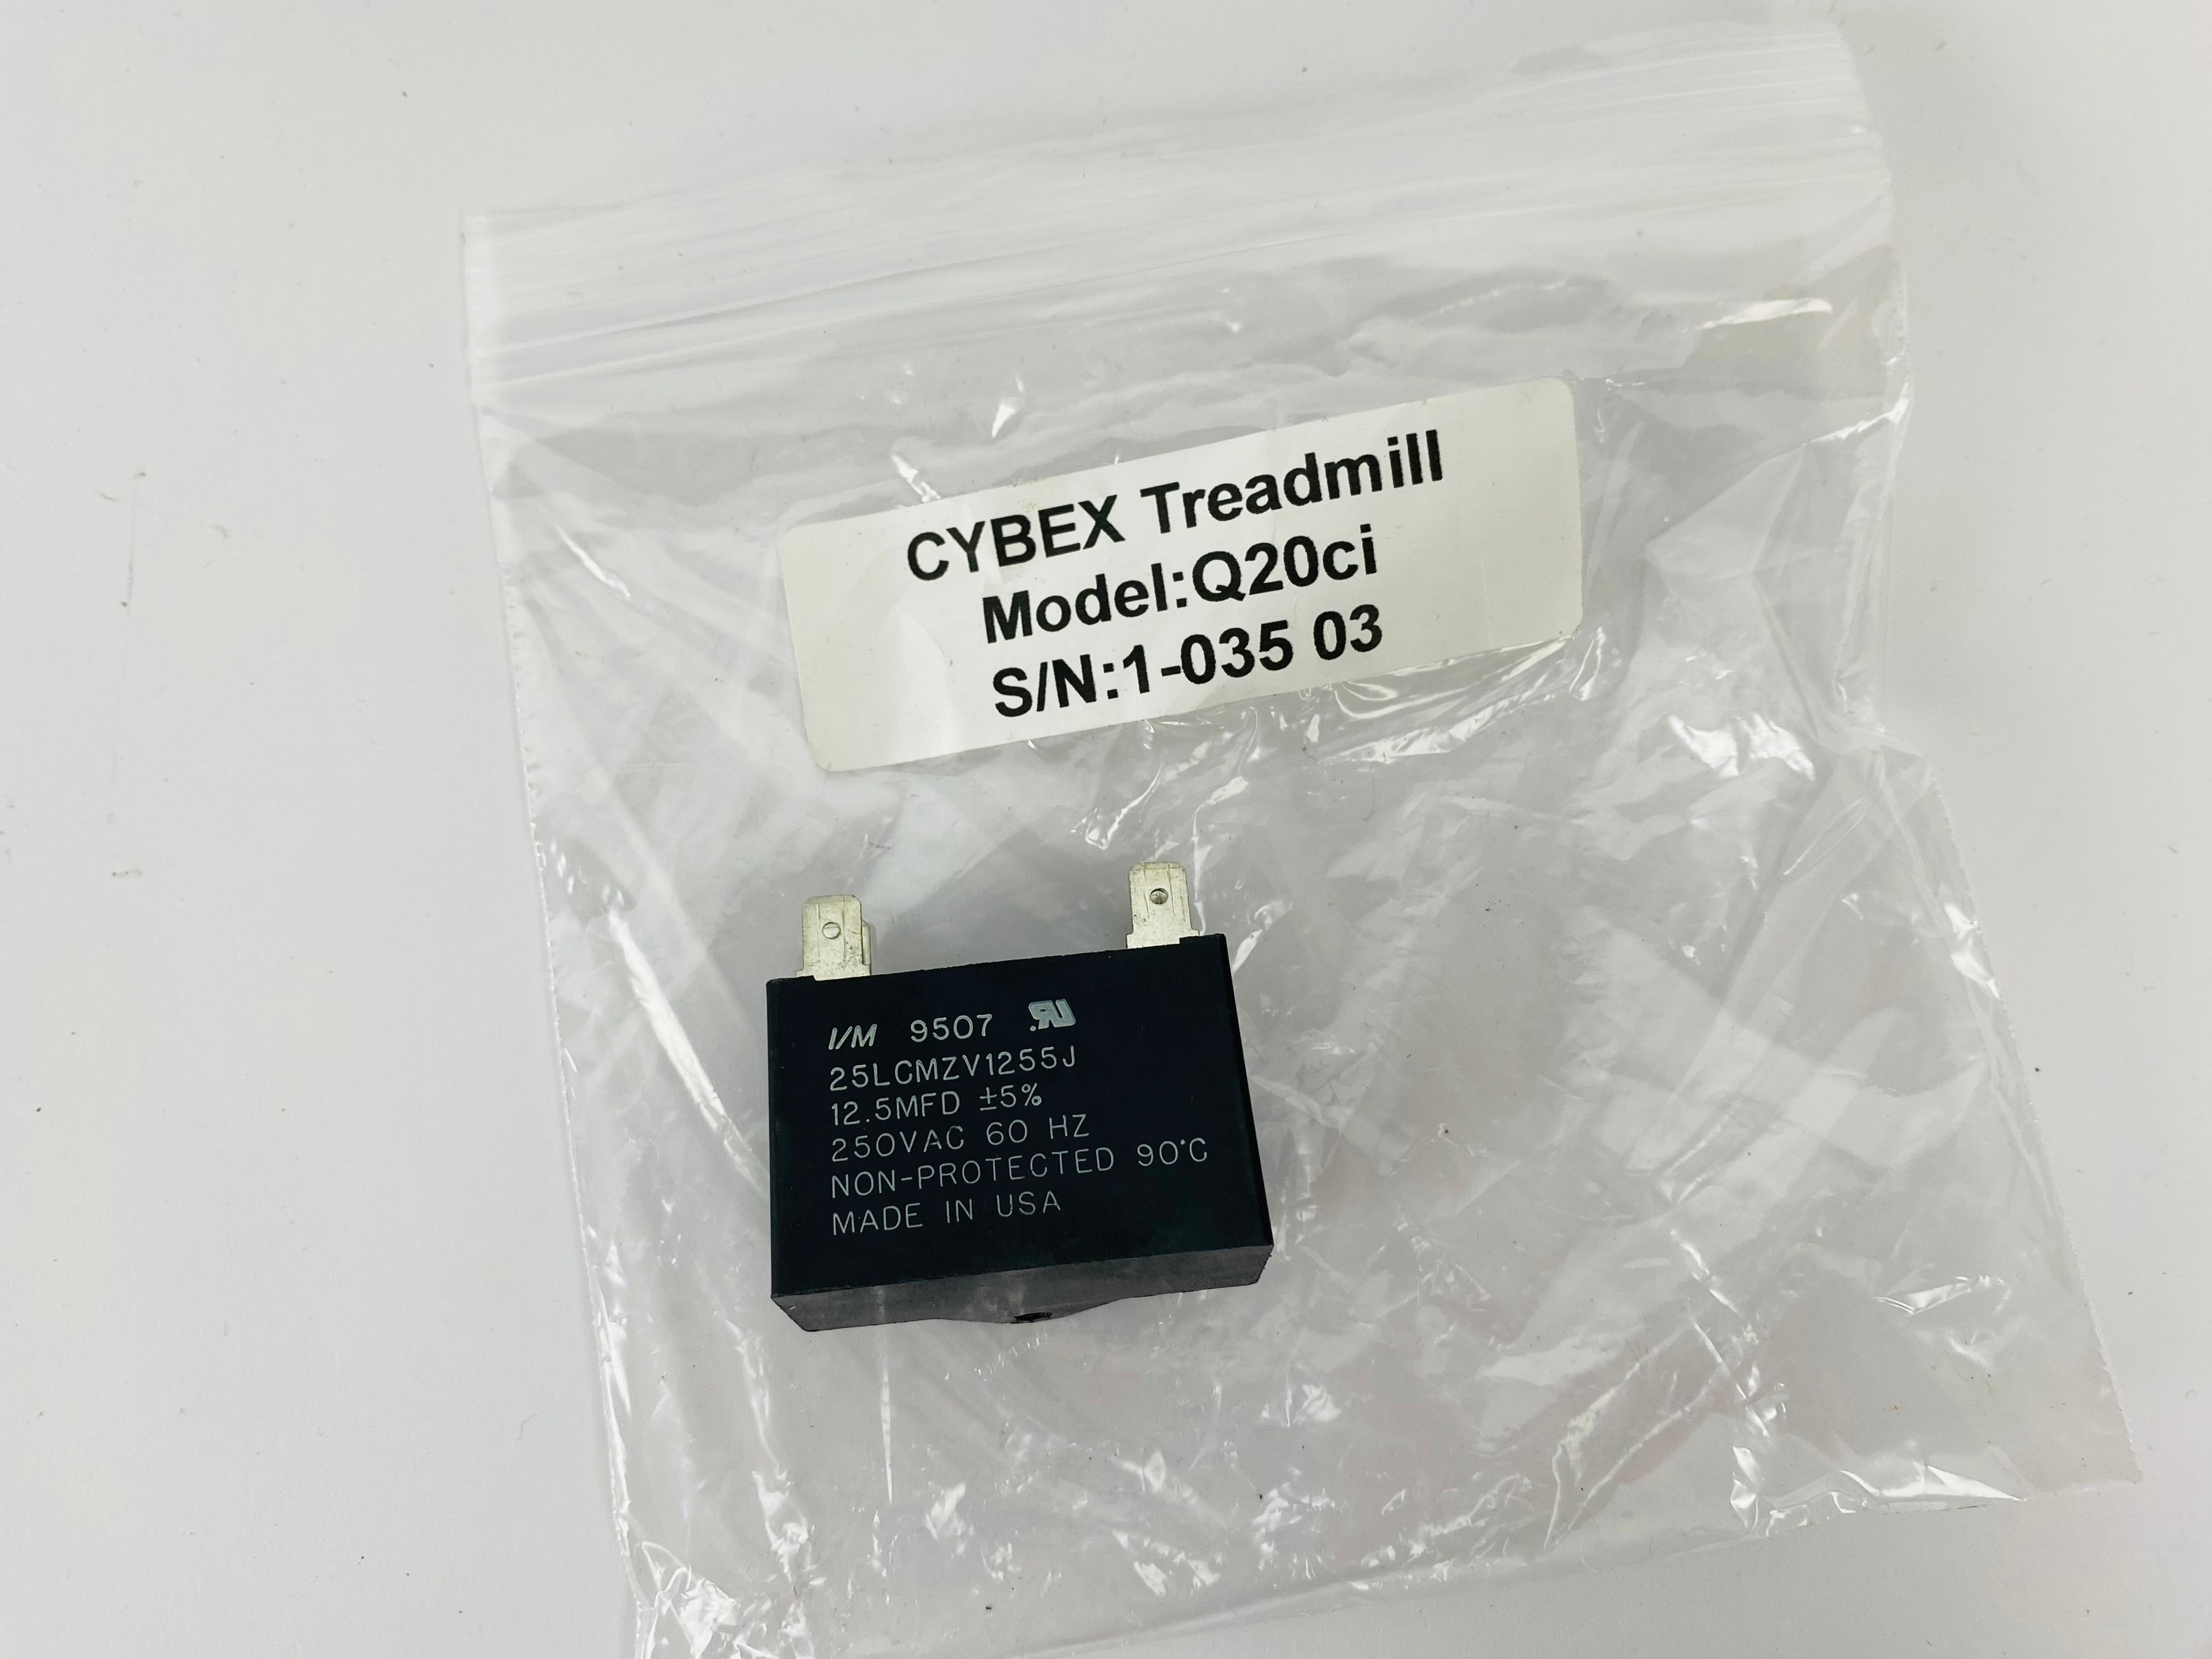 CYBEX Treadmill
Model:Q20ci
S/N:1-035 03
I/M 9507 RU
25LCMZV1255J
12.5MFD ±5%
250VAC 60 HZ
NON-PROTECTED 90°C
MADE IN USA